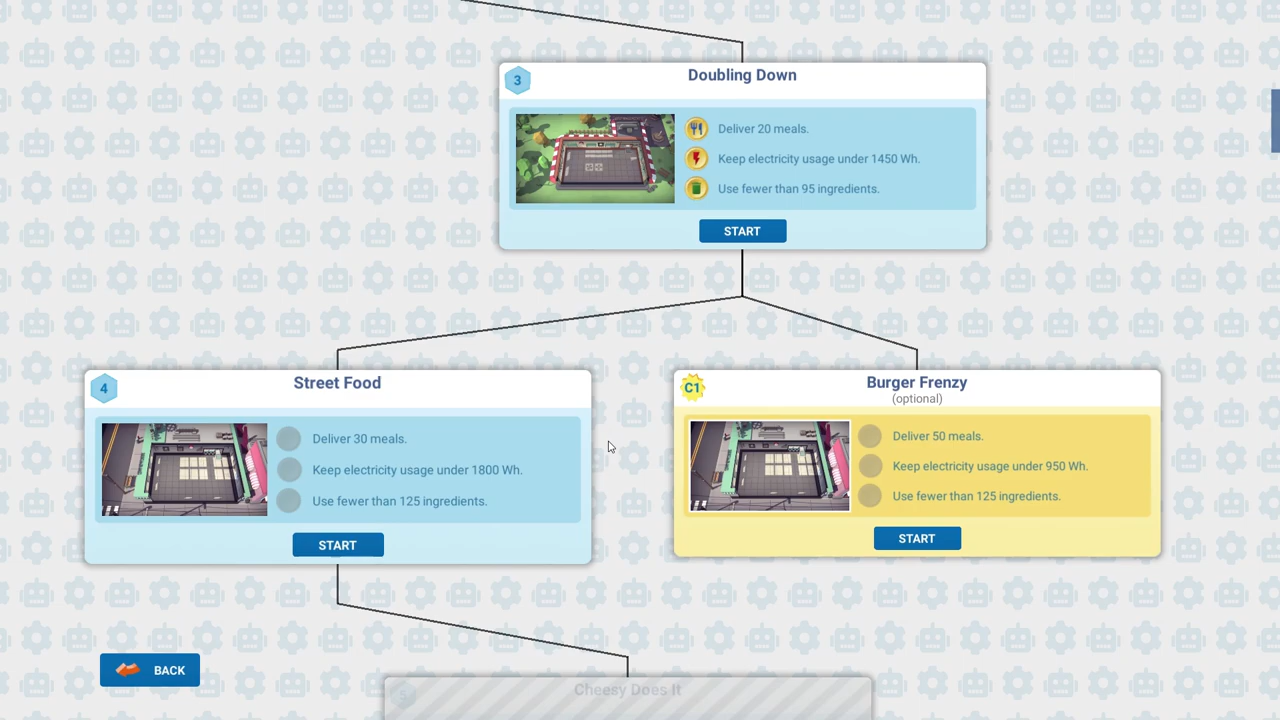 3
Doubling Down
Deliver 20 meals.
Keep electricity usage under 1450 Wh.
Use fewer than 95 ingredients.
START
4
Street Food
Deliver 30 meals.
Keep electricity usage under 1800 Wh.
Use fewer than 125 ingredients.
START
C1
Burger Frenzy
(optional)
Deliver 50 meals.
Keep electricity usage under 950 Wh.
Use fewer than 125 ingredients.
START
BACK
5
Cheesy Does It